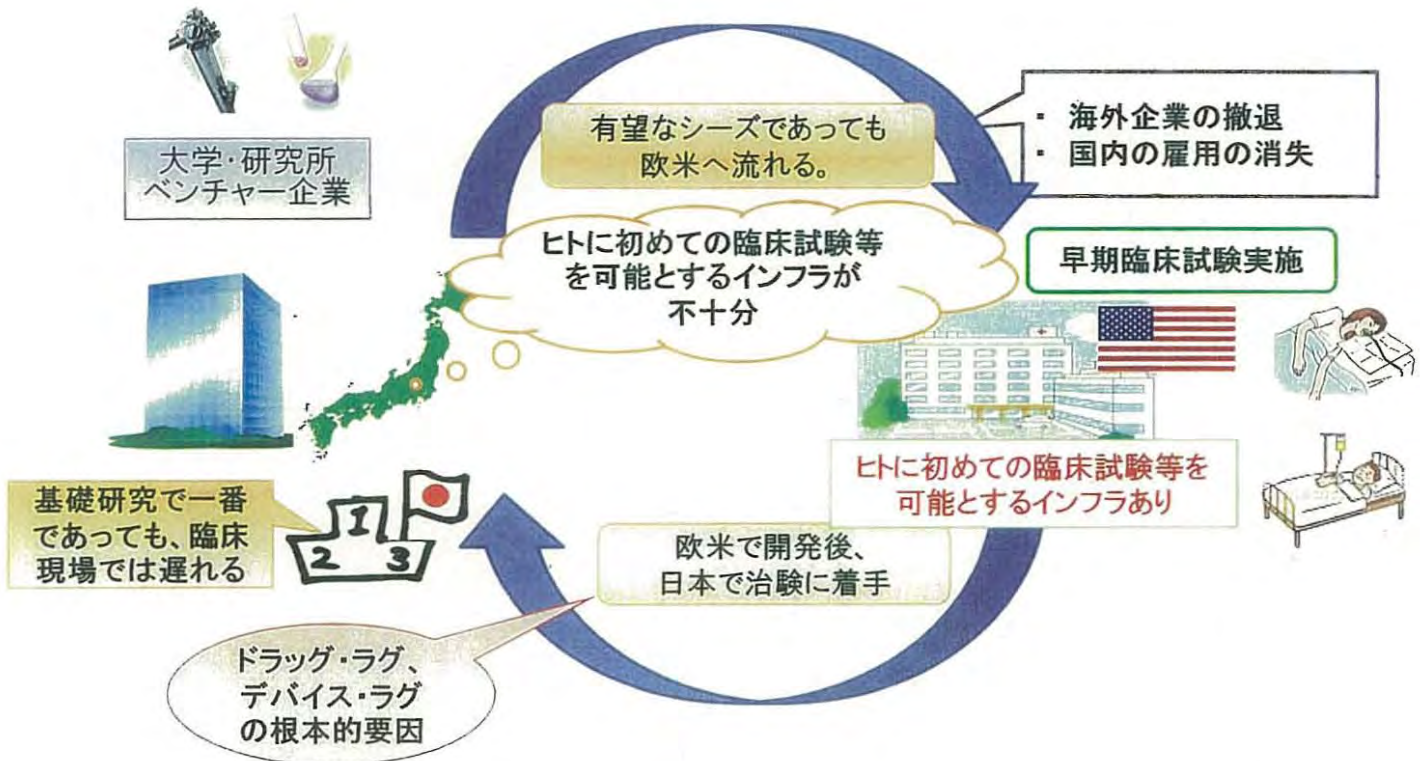 大学・研究所
ベンチャー企業
有望なシーズであっても
欧米へ流れる。
・ 海外企業の撤退
・ 国内の雇用の消失
ヒトに初めての臨床試験等
を可能とするインフラが
不十分
早期臨床試験実施
ヒトに初めての臨床試験等を
可能とするインフラあり
基礎研究で一番
であっても、臨床
現場では遅れる
1
2 3
欧米で開発後、
日本で治験に着手
ドラッグ・ラグ、
デバイス・ラグ
の根本的要因